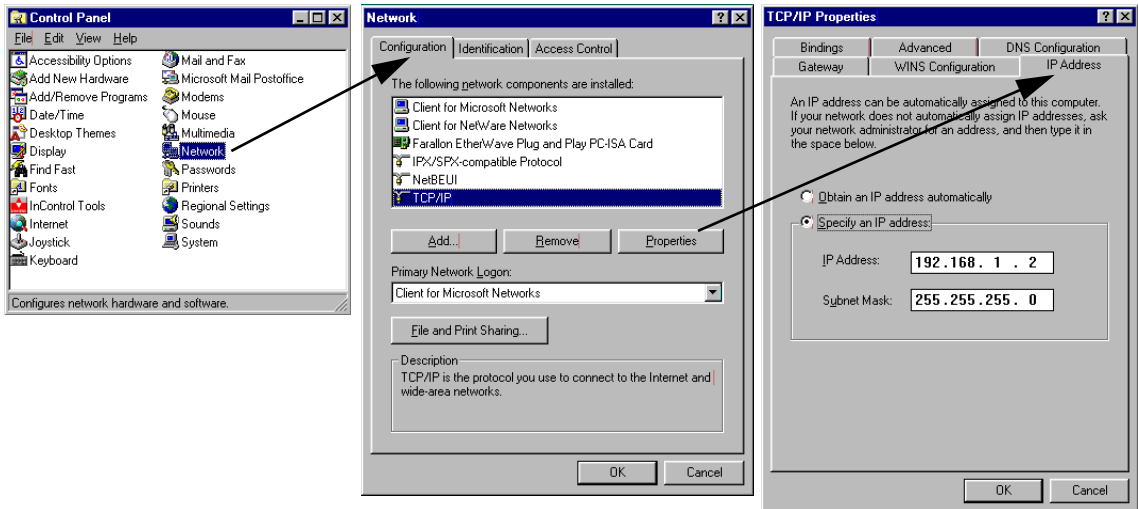 Control Panel
File Edit View Help
Accessibility Options
Add New Hardware
Add/Remove Programs
Date/Time
Desktop Themes
Display
Find Fast
Fonts
InControl Tools
Internet
Joystick
Keyboard
Mail and Fax
Microsoft Mail Postoffice
Modems
Mouse
Multimedia
Network
Passwords
Printers
Regional Settings
Sounds
System
Configures network hardware and software.
Network
Configuration Identification Access Control
The following network components are installed:
Client for Microsoft Networks
Client for NetWare Networks
Farallon EtherWave Plug and Play PC-ISA Card
IPX/SPX-compatible Protocol
NetBEUI
TCP/IP
Add... Remove Properties
Primary Network Logon:
Client for Microsoft Networks
File and Print Sharing...
Description
TCP/IP is the protocol you use to connect to the Internet and
wide-area networks.
OK Cancel
TCP/IP Properties
Bindings Advanced DNS Configuration
Gateway WINS Configuration IP Address
An IP address can be automatically assigned to this computer.
If your network does not automatically assign IP addresses, ask
your network administrator for an address, and then type it in
the space below.
Obtain an IP address automatically
Specify an IP address:
IP Address: 192.168. 1 . 2
Subnet Mask: 255.255.255. 0
OK Cancel